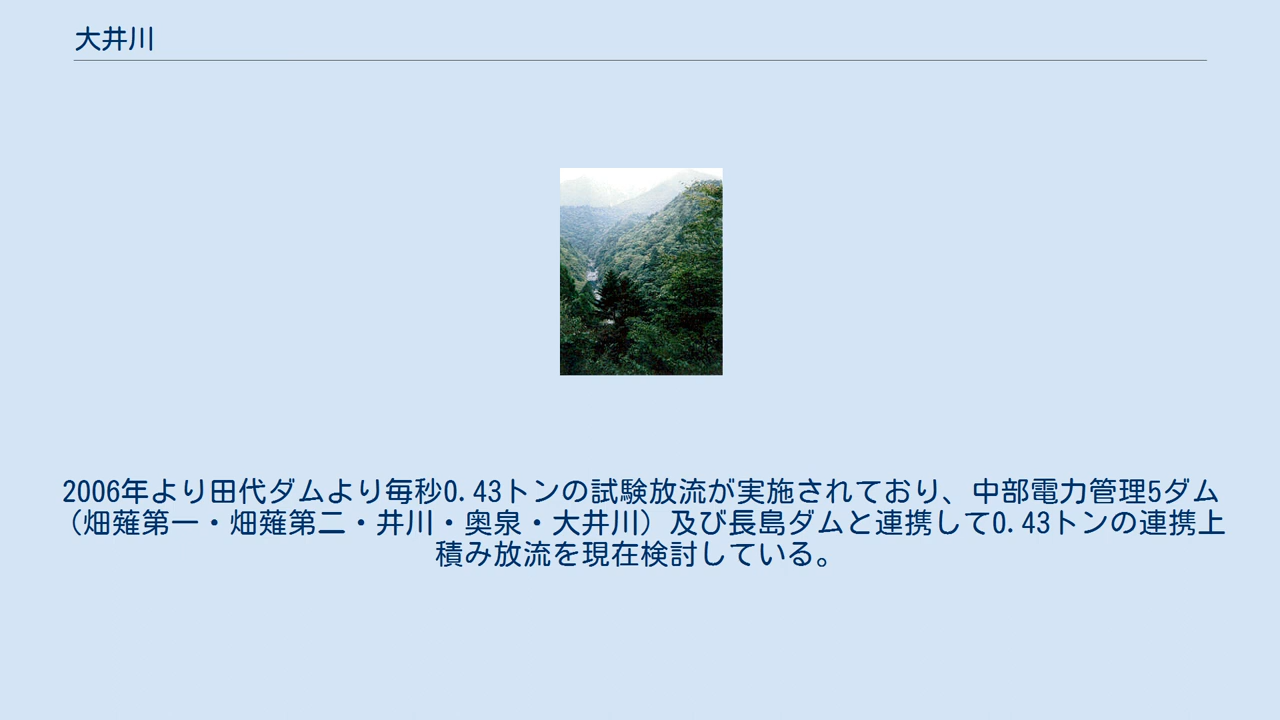 大井川
2006年より田代ダムより毎秒0.43トンの試験放流が実施されており、中部電力管理5ダム
（畑薙第一・畑薙第二・井川・奥泉・大井川）及び長島ダムと連携して0.43トンの連携上
積み放流を現在検討している。